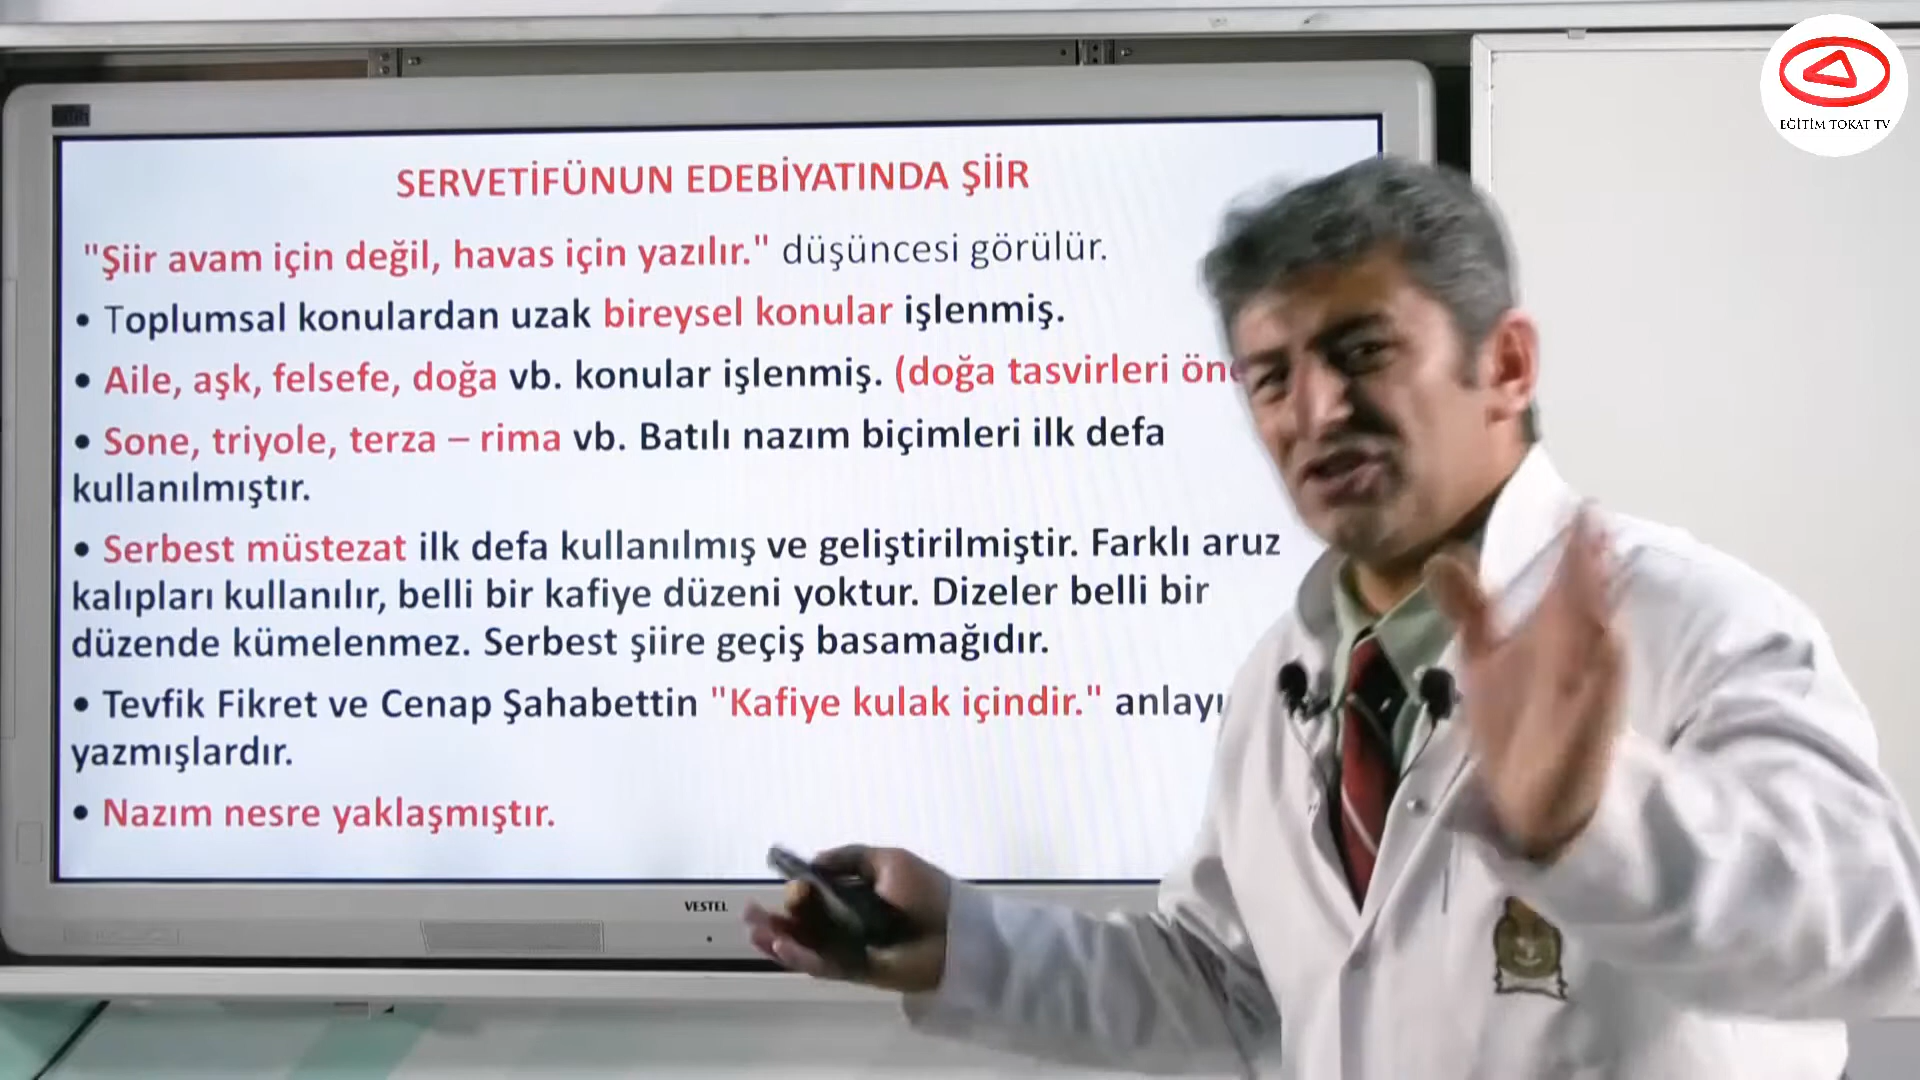 EĞİTİM TOKAT TV
SERVETİFÜNUN EDEBİYATINDA ŞİİR
"Şiir avam için değil, havas için yazılır." düşüncesi görülür.
• Toplumsal konulardan uzak bireysel konular işlenmiş.
• Aile, aşk, felsefe, doğa vb. konular işlenmiş. (doğa tasvirleri
• Sone, triyole, terza – rima vb. Batılı nazım biçimleri ilk defa
kullanılmıştır.
• Serbest müstezat ilk defa kullanılmış ve geliştirilmiştir. Farklı aruz
kalıpları kullanılır, belli bir kafiye düzeni yoktur. Dizeler belli bir
düzende kümelenmez. Serbest şiire geçiş basamağıdır.
• Tevfik Fikret ve Cenap Şahabettin "Kafiye kulak içindir."
yazmışlardır.
• Nazım nesre yaklaşmıştır.
VESTEL